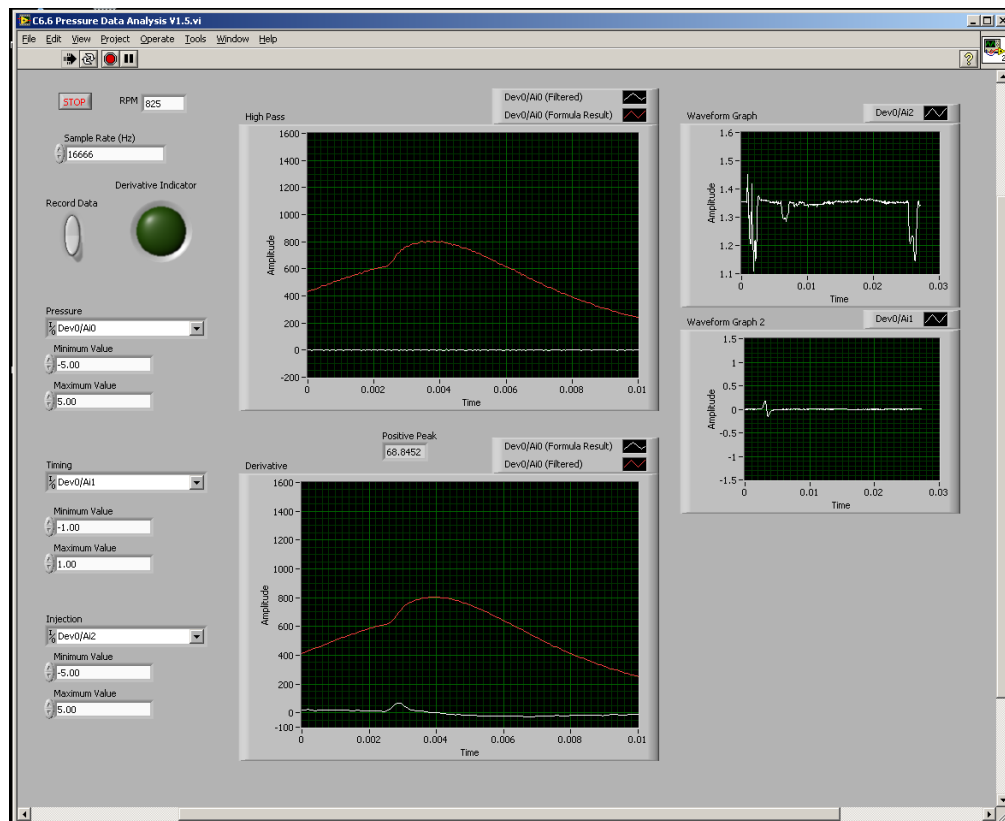 C6.6 Pressure Data Analysis V1.5.vi
File Edit View Project Operate Tools Window Help
STOP
RPM 825
Sample Rate (Hz)
16666
Derivative Indicator
Record Data
Pressure
Dev0/Ai0
Minimum Value
-5.00
Maximum Value
5.00
Timing
Dev0/Ai1
Minimum Value
-1.00
Maximum Value
1.00
Injection
Dev0/Ai2
Minimum Value
-5.00
Maximum Value
5.00
High Pass
Dev0/Ai0 (Filtered)
Dev0/Ai0 (Formula Result)
Amplitude
1600
1400
1200
1000
800
600
400
200
0
-200
0 0.002 0.004 0.006 0.008 0.01
Time
Positive Peak
68.8452
Derivative
Dev0/Ai0 (Formula Result)
Dev0/Ai0 (Filtered)
Amplitude
1600
1400
1200
1000
800
600
400
200
0
-100
0 0.002 0.004 0.006 0.008 0.01
Time
Waveform Graph
Dev0/Ai2
Amplitude
1.6
1.5
1.4
1.3
1.2
1.1
0 0.01 0.02 0.03
Time
Waveform Graph 2
Dev0/Ai1
Amplitude
1.5
1
0.5
0
-0.5
-1
-1.5
0 0.01 0.02 0.03
Time